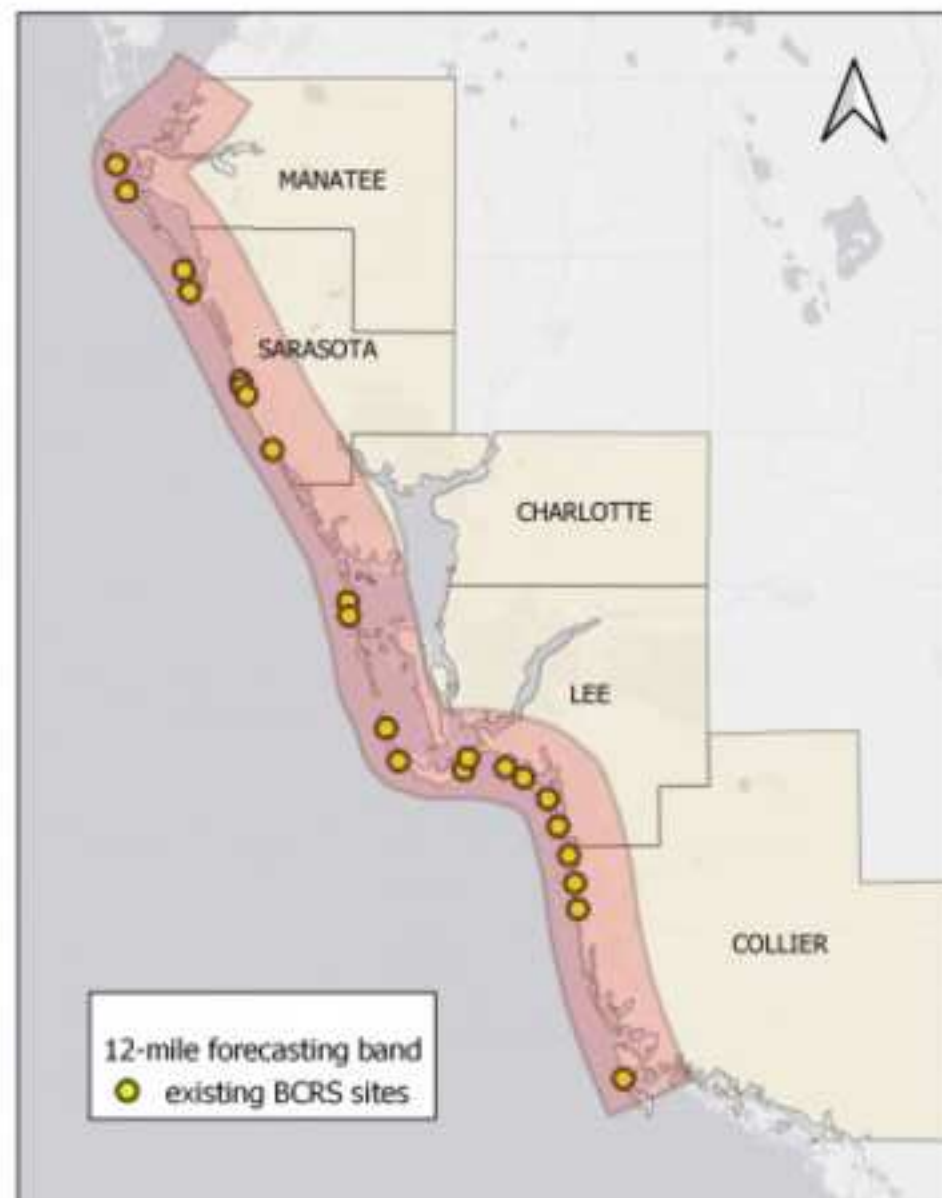 MANATEE
SARASOTA
CHARLOTTE
LEE
COLLIER
12-mile forecasting band
existing BCRS sites